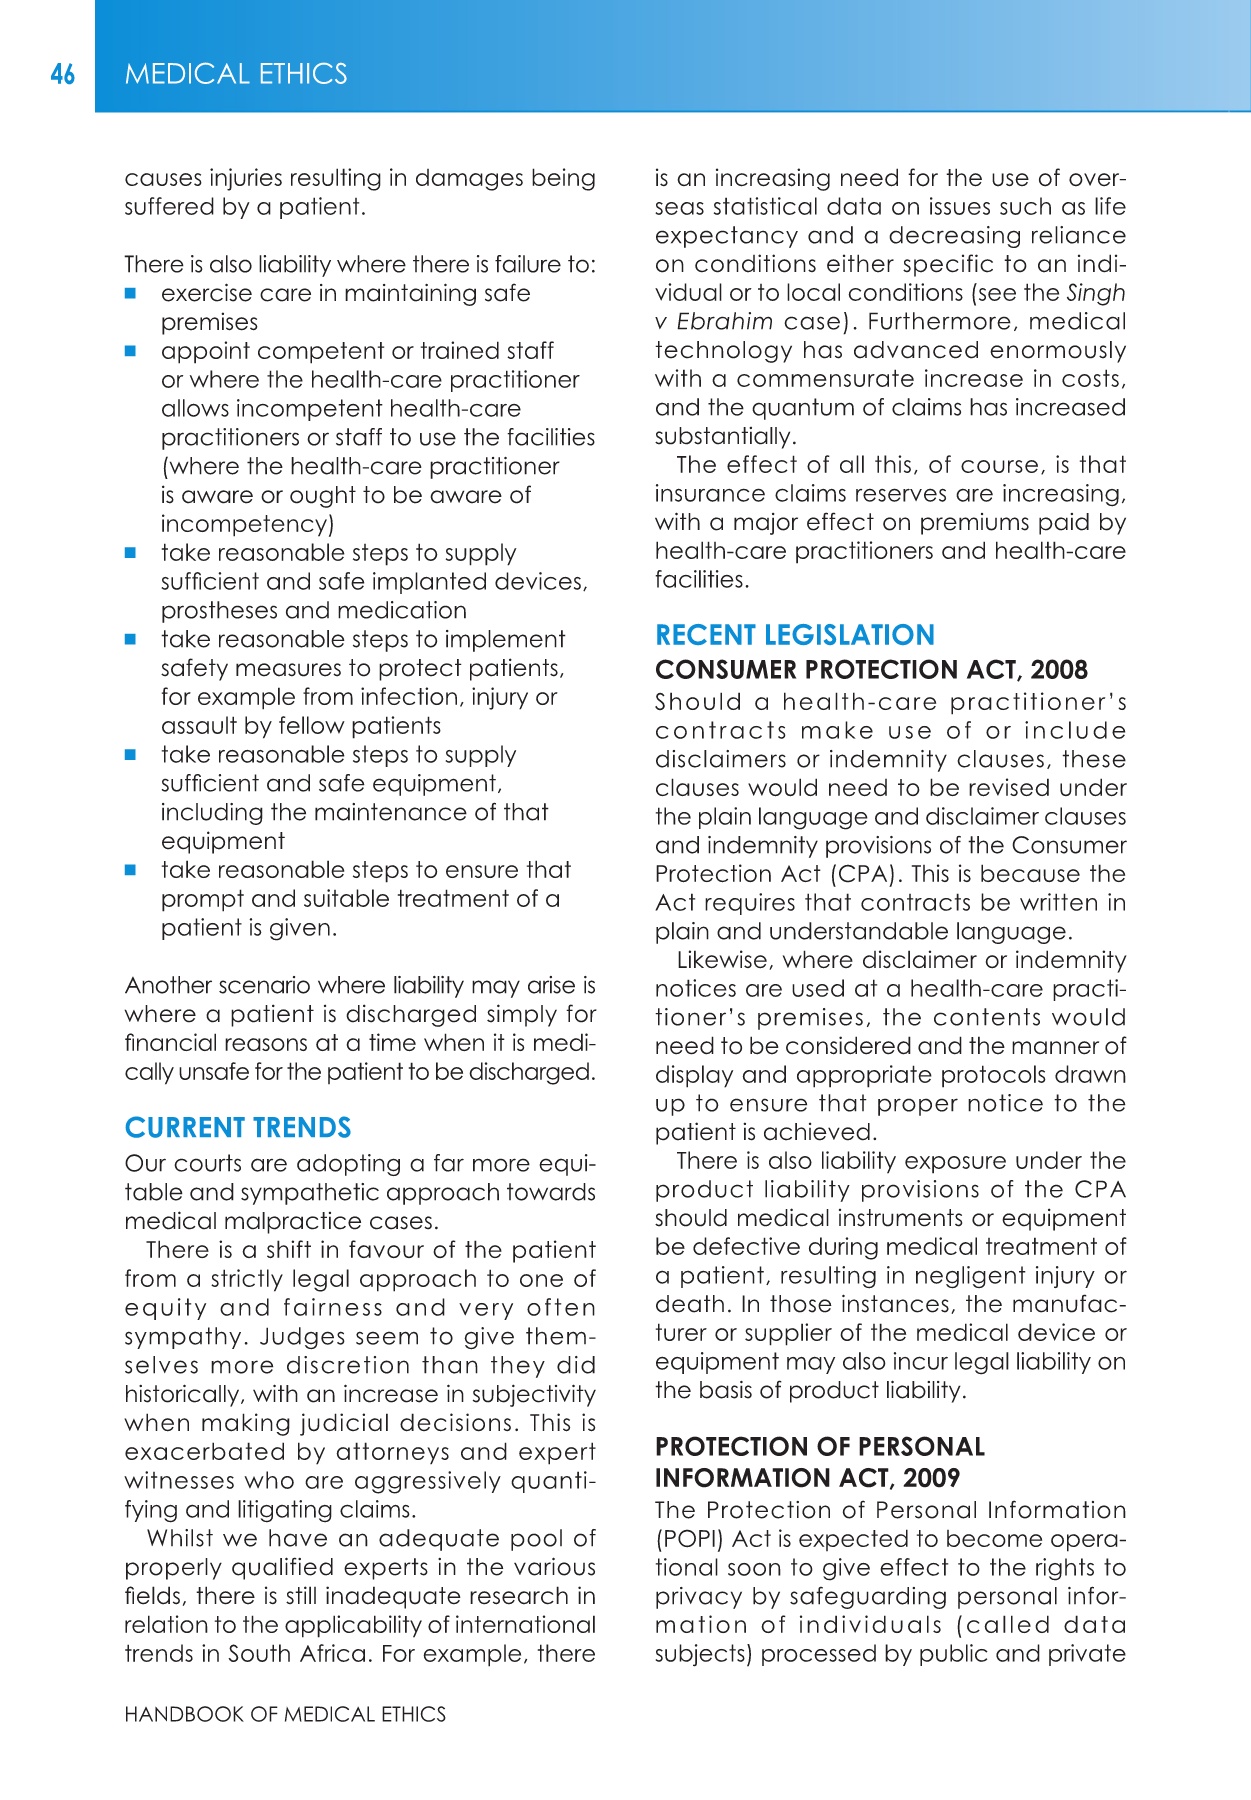 46
MEDICAL ETHICS
causes injuries resulting in damages being
suffered by a patient.
There is also liability where there is failure to:
■ exercise care in maintaining safe
premises
■ appoint competent or trained staff
or where the health-care practitioner
allows incompetent health-care
practitioners or staff to use the facilities
(where the health-care practitioner
is aware or ought to be aware of
incompetency)
■ take reasonable steps to supply
sufficient and safe implanted devices,
prostheses and medication
■ take reasonable steps to implement
safety measures to protect patients,
for example from infection, injury or
assault by fellow patients
■ take reasonable steps to supply
sufficient and safe equipment,
including the maintenance of that
equipment
■ take reasonable steps to ensure that
prompt and suitable treatment of a
patient is given.
Another scenario where liability may arise is
where a patient is discharged simply for
financial reasons at a time when it is medi-
cally unsafe for the patient to be discharged.
CURRENT TRENDS
Our courts are adopting a far more equi-
table and sympathetic approach towards
medical malpractice cases.
There is a shift in favour of the patient
from a strictly legal approach to one of
equity and fairness and very often
sympathy. Judges seem to give them-
selves more discretion than they did
historically, with an increase in subjectivity
when making judicial decisions. This is
exacerbated by attorneys and expert
witnesses who are aggressively quanti-
fying and litigating claims.
Whilst we have an adequate pool of
properly qualified experts in the various
fields, there is still inadequate research in
relation to the applicability of international
trends in South Africa. For example, there
is an increasing need for the use of over-
seas statistical data on issues such as life
expectancy and a decreasing reliance
on conditions either specific to an indi-
vidual or to local conditions (see the Singh
v Ebrahim case). Furthermore, medical
technology has advanced enormously
with a commensurate increase in costs,
and the quantum of claims has increased
substantially.
The effect of all this, of course, is that
insurance claims reserves are increasing,
with a major effect on premiums paid by
health-care practitioners and health-care
facilities.
RECENT LEGISLATION
CONSUMER PROTECTION ACT, 2008
Should a health-care practitioner's
contracts make use of or include
disclaimers or indemnity clauses, these
clauses would need to be revised under
the plain language and disclaimer clauses
and indemnity provisions of the Consumer
Protection Act (CPA). This is because the
Act requires that contracts be written in
plain and understandable language.
Likewise, where disclaimer or indemnity
notices are used at a health-care practi-
tioner's premises, the contents would
need to be considered and the manner of
display and appropriate protocols drawn
up to ensure that proper notice to the
patient is achieved.
There is also liability exposure under the
product liability provisions of the CPA
should medical instruments or equipment
be defective during medical treatment of
a patient, resulting in negligent injury or
death. In those instances, the manufac-
turer or supplier of the medical device or
equipment may also incur legal liability on
the basis of product liability.
PROTECTION OF PERSONAL
INFORMATION ACT, 2009
The Protection of Personal Information
(POPI) Act is expected to become opera-
tional soon to give effect to the rights to
privacy by safeguarding personal infor-
mation of individuals (called data
subjects) processed by public and private
HANDBOOK OF MEDICAL ETHICS